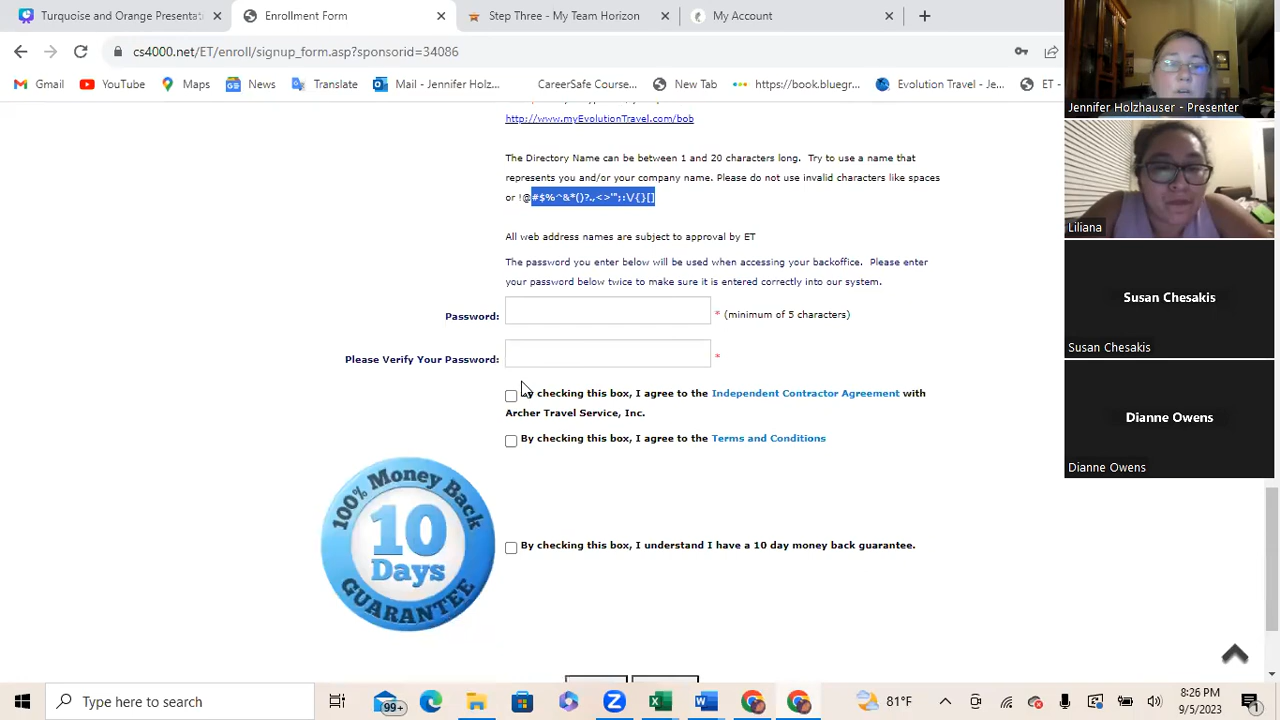 Turquoise and Orange Presentat
Enrollment Form
Step Three - My Team Horizon
My Account
cs4000.net/ET/enroll/signup_form.asp?sponsorid=34086
Gmail
YouTube
Maps
News
Translate
Mail - Jennifer Holz...
CareerSafe Course...
New Tab
https://book.bluegr...
Evolution Travel - Je...
ET -
http://www.myEvolutionTravel.com/bob
The Directory Name can be between 1 and 20 characters long. Try to use a name that
represents you and/or your company name. Please do not use invalid characters like spaces
or !@#$%^&*()?.,<>'";:\/{}[]
All web address names are subject to approval by ET
The password you enter below will be used when accessing your backoffice. Please enter
your password below twice to make sure it is entered correctly into our system.
Password:
* (minimum of 5 characters)
Please Verify Your Password:
*
By checking this box, I agree to the Independent Contractor Agreement with
Archer Travel Service, Inc.
By checking this box, I agree to the Terms and Conditions
100% Money Back
10
Days
GUARANTEE
By checking this box, I understand I have a 10 day money back guarantee.
Jennifer Holzhauser - Presenter
Liliana
Susan Chesakis
Susan Chesakis
Dianne Owens
Dianne Owens
Type here to search
99+
81°F
8:26 PM
9/5/2023
1